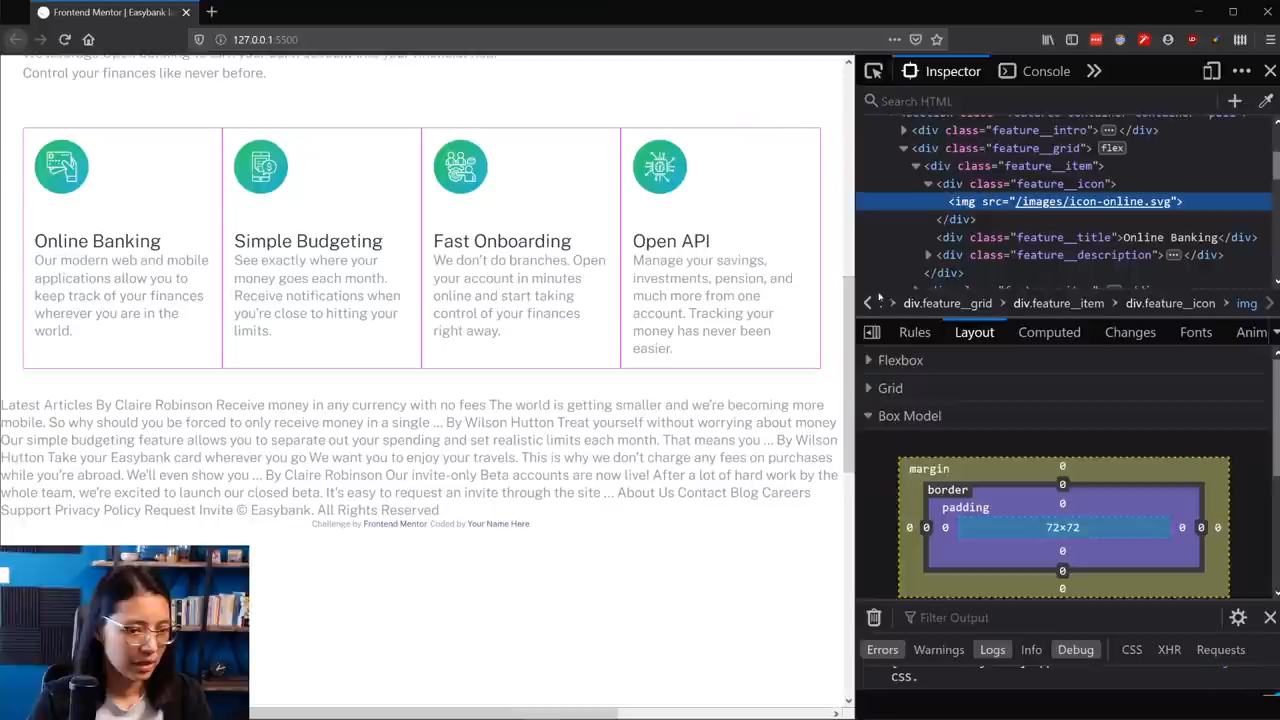 Frontend Mentor | Easybank la
127.0.0.1:5500
Control your finances like never before.
Online Banking
Our modern web and mobile
applications allow you to
keep track of your finances
wherever you are in the
world.
Simple Budgeting
See exactly where your
money goes each month.
Receive notifications when
you're close to hitting your
limits.
Fast Onboarding
We don't do branches. Open
your account in minutes
online and start taking
control of your finances
right away.
Open API
Manage your savings,
investments, pension, and
much more from one
account. Tracking your
money has never been
easier.
Latest Articles By Claire Robinson Receive money in any currency with no fees The world is getting smaller and we're becoming more
mobile. So why should you be forced to only receive money in a single … By Wilson Hutton Treat yourself without worrying about money
Our simple budgeting feature allows you to separate out your spending and set realistic limits each month. That means you … By Wilson
Hutton Take your Easybank card wherever you go We want you to enjoy your travels. This is why we don't charge any fees on purchases
while you're abroad. We'll even show you … By Claire Robinson Our invite-only Beta accounts are now live! After a lot of hard work by the
whole team, we're excited to launch our closed beta. It's easy to request an invite through the site ... About Us Contact Blog Careers
Support Privacy Policy Request Invite © Easybank. All Rights Reserved
Challenge by Frontend Mentor. Coded by Your Name Here.
Inspector
Console
Search HTML
<div class="feature__intro"> </div>
<div class="feature__grid"> flex
<div class="feature__item">
<div class="feature__icon">
<img src="/images/icon-online.svg">
</div>
<div class="feature__title">Online Banking</div>
<div class="feature__description"> </div>
</div>
div.feature__grid > div.feature__item > div.feature__icon > img
Rules Layout Computed Changes Fonts Anim
Flexbox
Grid
Box Model
margin 0
border 0
padding 0
0 0 0 72×72 0 0 0
0
0
0
Filter Output
Errors Warnings Logs Info Debug CSS XHR Requests
CSS.